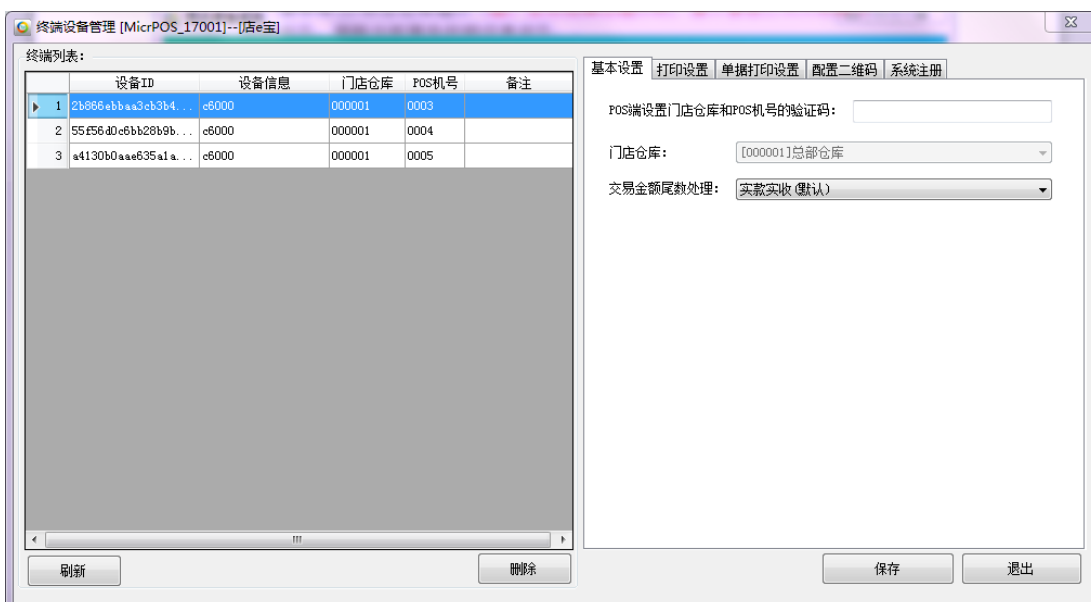 终端设备管理 [MicrPOS_17001]--[店e宝]
终端列表：
设备ID 设备信息 门店仓库 POS机号 备注
1 2b866ebbaa3cb3b4... c6000 000001 0003
2 55f56d0c6bb28b9b... c6000 000001 0004
3 a4130b0aae635a1a... c6000 000001 0005
刷新 删除
基本设置 打印设置 单据打印设置 配置二维码 系统注册
POS端设置门店仓库和POS机号的验证码：
门店仓库： [000001]总部仓库
交易金额尾数处理： 实款实收(默认)
保存 退出